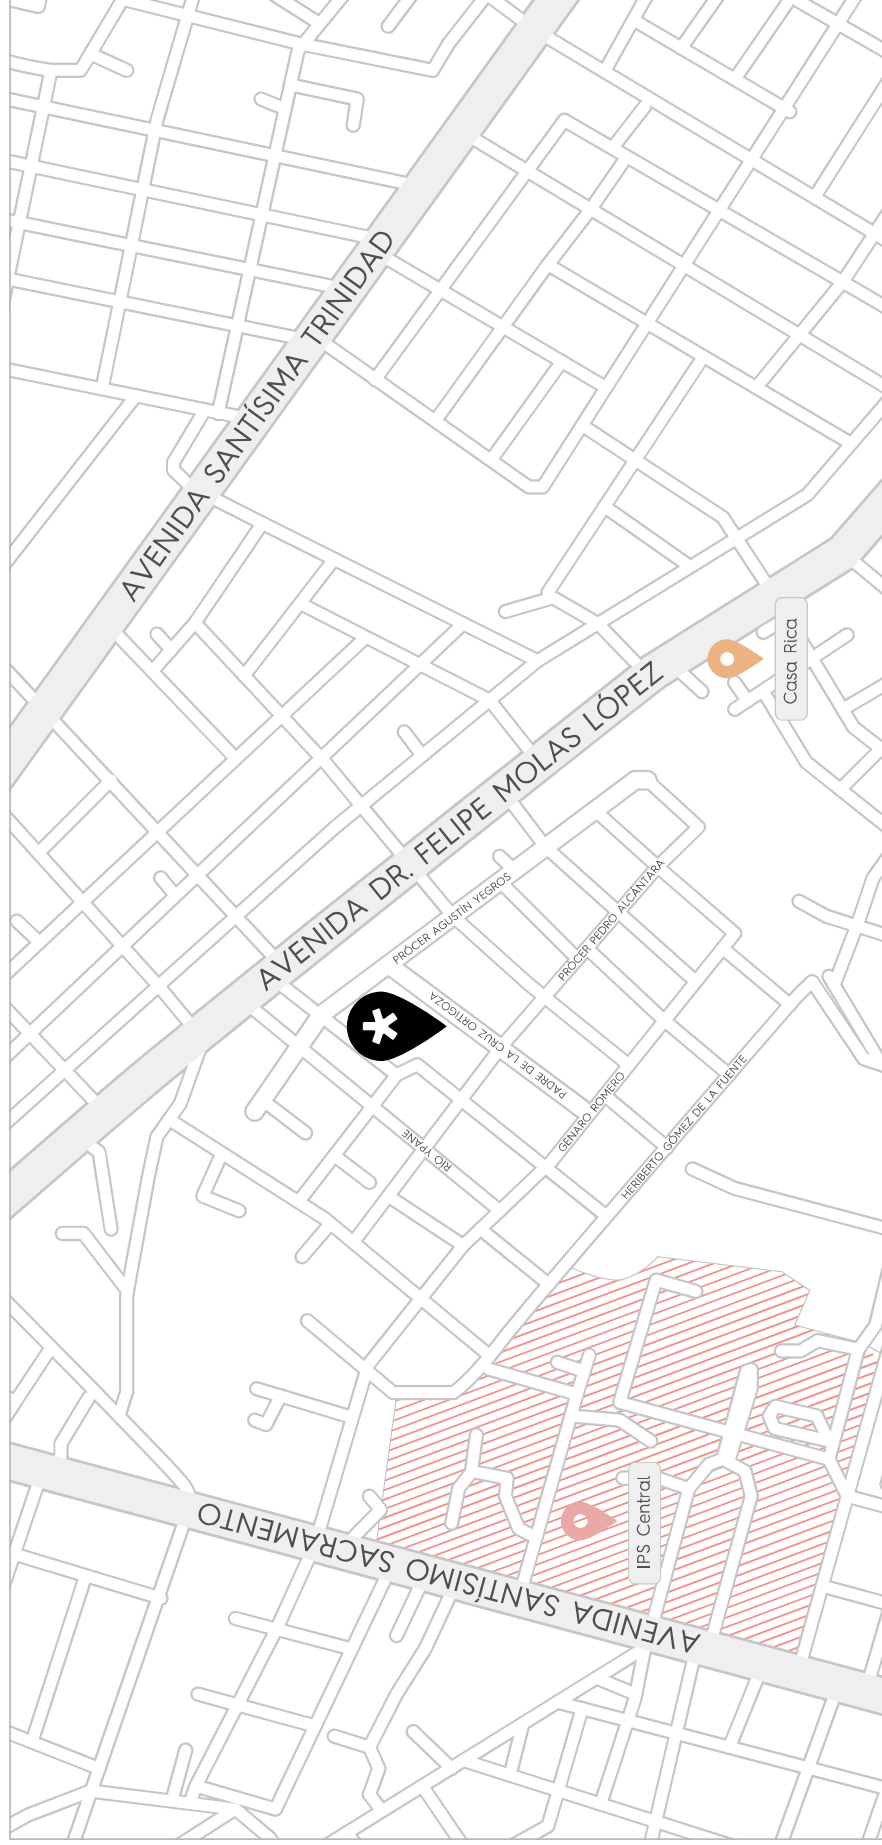 AVENIDA SANTÍSIMA TRINIDAD
AVENIDA DR. FELIPE MOLAS LÓPEZ
Casa Rica
PRÓCER AGUSTÍN YEGROS
PROCER PEDRO ALCÁNTARA
PADRE DE LA CRUZ ORTIGOZA
GENARO ROMERO
HERIBERTO GÓMEZ DE LA FUENTE
RIO YPANE
IPS Central
AVENIDA SANTÍSIMO SACRAMENTO